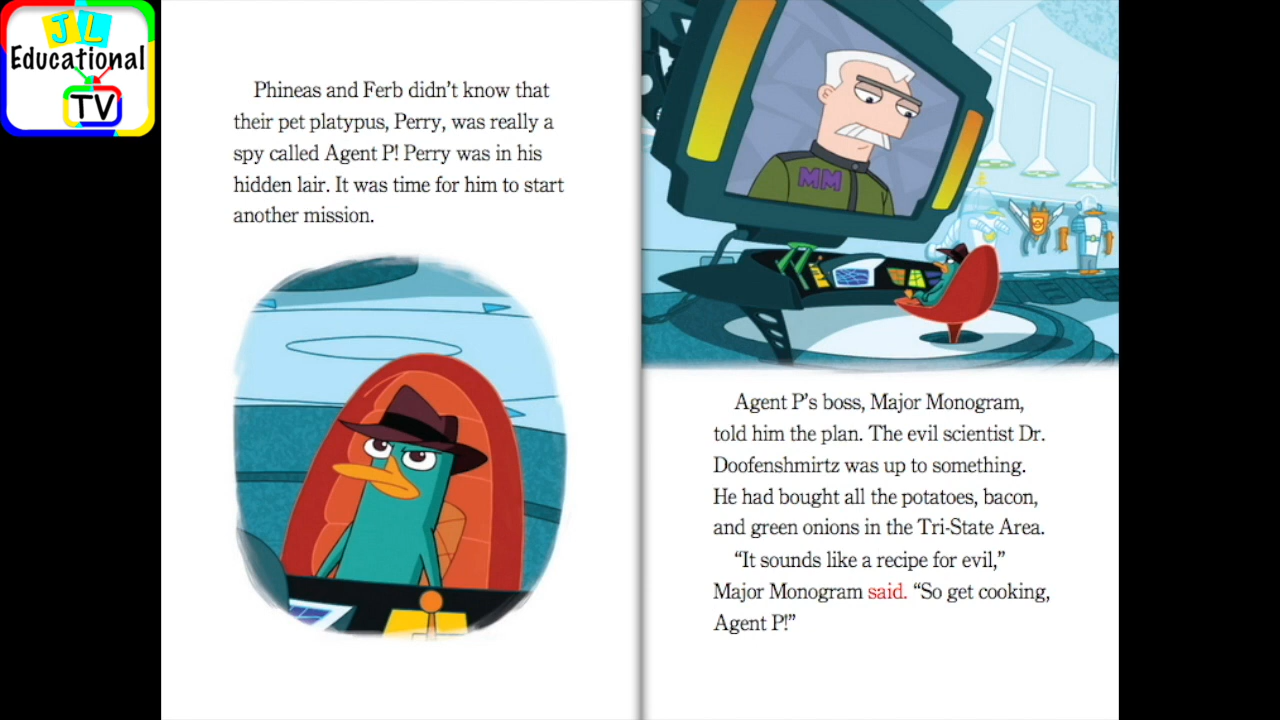 JL
Educational
TV
Phineas and Ferb didn’t know that
their pet platypus, Perry, was really a
spy called Agent P! Perry was in his
hidden lair. It was time for him to start
another mission.
MM
Agent P’s boss, Major Monogram,
told him the plan. The evil scientist Dr.
Doofenshmirtz was up to something.
He had bought all the potatoes, bacon,
and green onions in the Tri-State Area.
“It sounds like a recipe for evil,”
Major Monogram said. “So get cooking,
Agent P!”